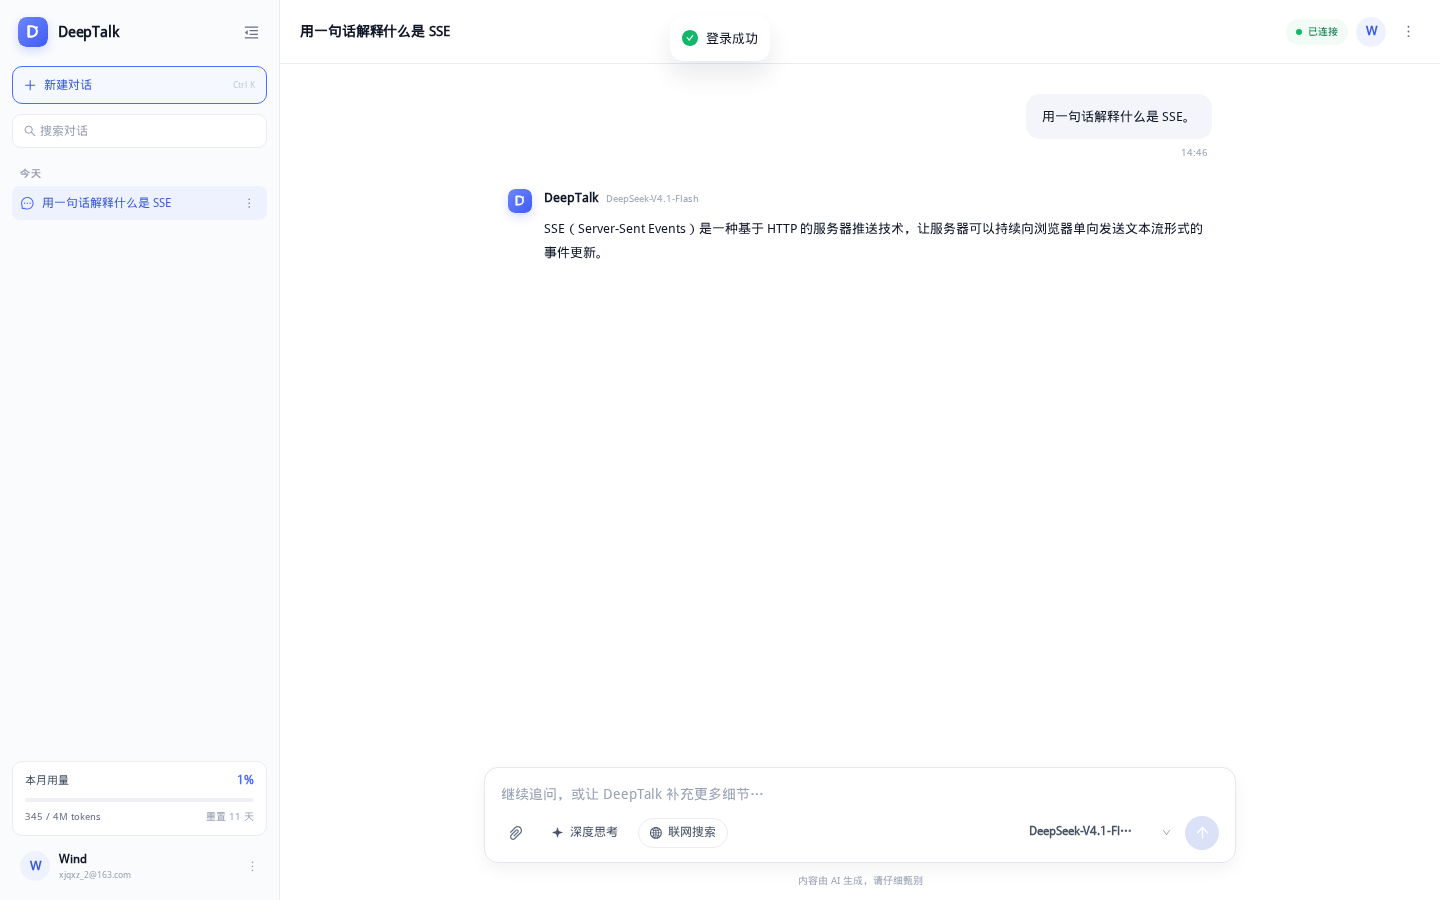 DeepTalk
新建对话
Ctrl K
搜索对话
今天
用一句话解释什么是 SSE
本月用量
1%
345 / 4M tokens
重置 11 天
W
Wind
xjqxz_2@163.com
用一句话解释什么是 SSE
登录成功
已连接
W
用一句话解释什么是 SSE。
14:46
DeepTalk DeepSeek-V4.1-Flash
SSE（Server-Sent Events）是一种基于 HTTP 的服务器推送技术，让服务器可以持续向浏览器单向发送文本流形式的
事件更新。
继续追问，或让 DeepTalk 补充更多细节…
深度思考
联网搜索
DeepSeek-V4.1-Fl…
内容由 AI 生成，请仔细甄别